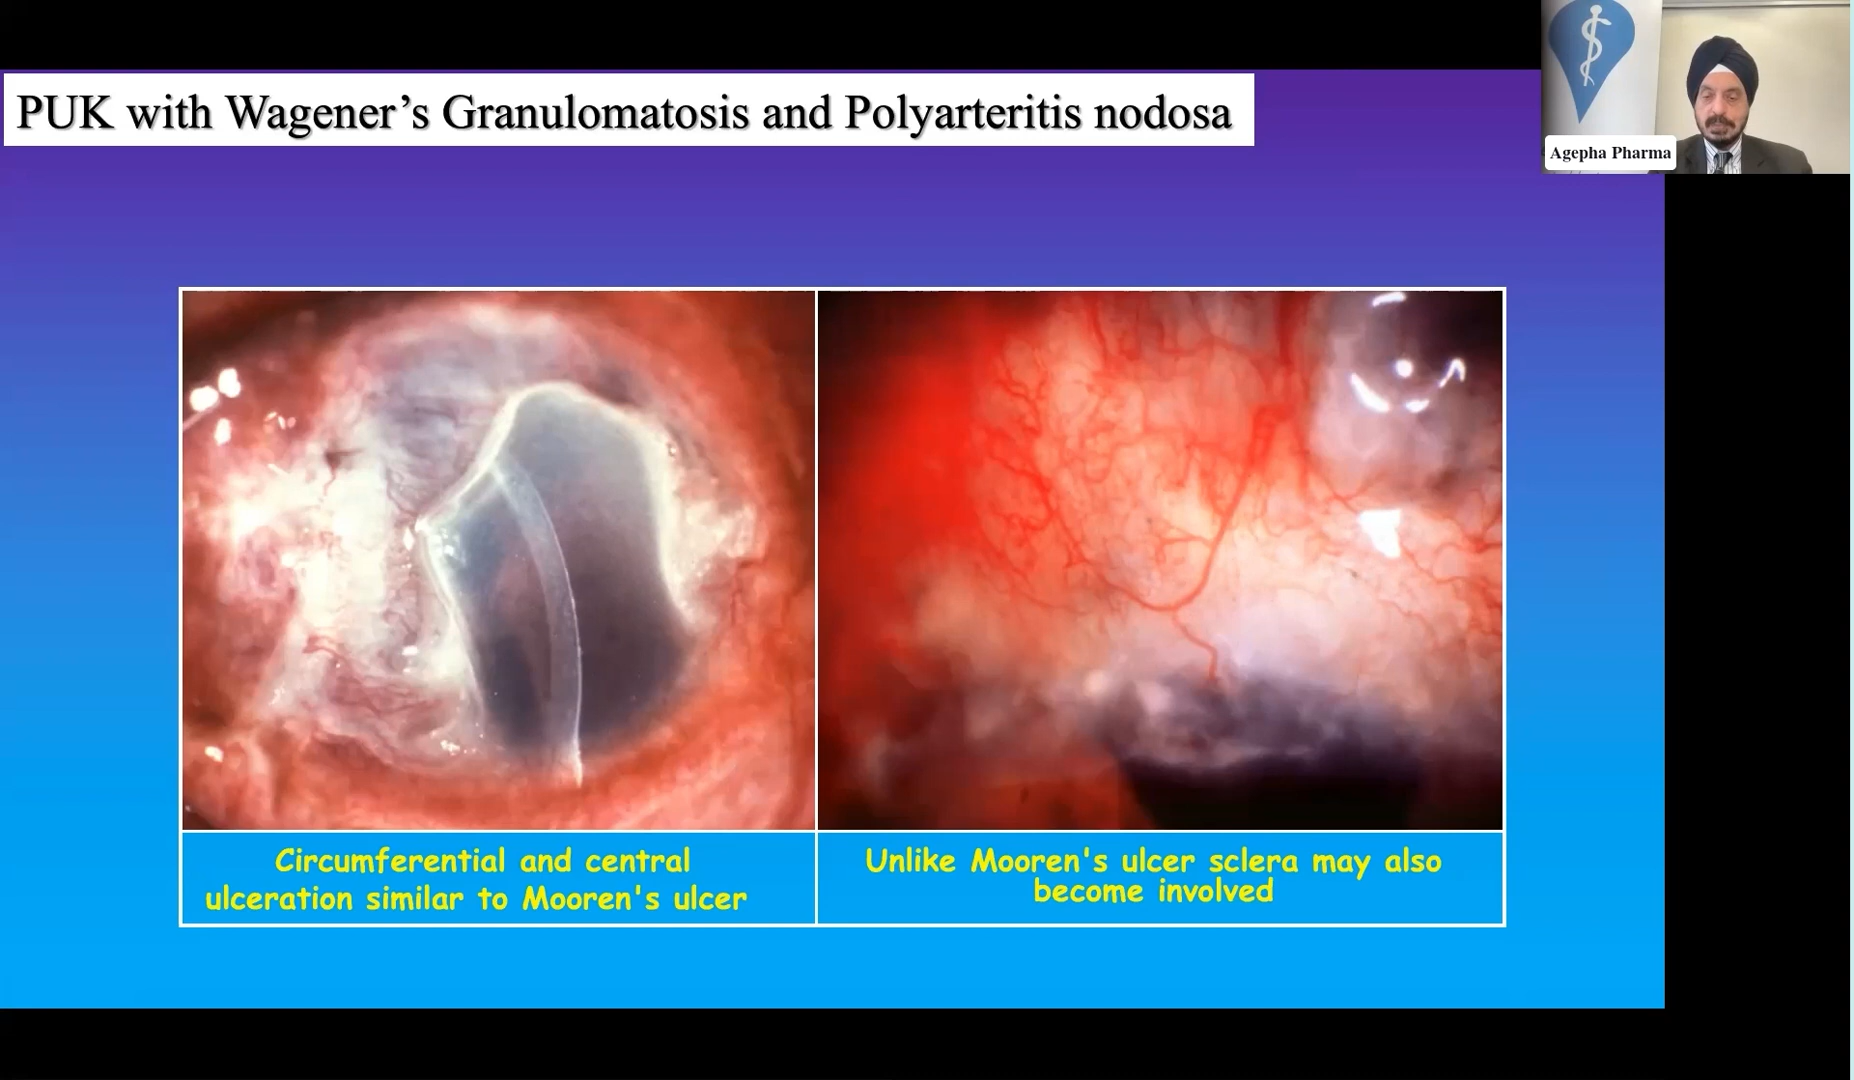 PUK with Wagener’s Granulomatosis and Polyarteritis nodosa
Agepha Pharma
Circumferential and central
ulceration similar to Mooren's ulcer
Unlike Mooren's ulcer sclera may also
become involved